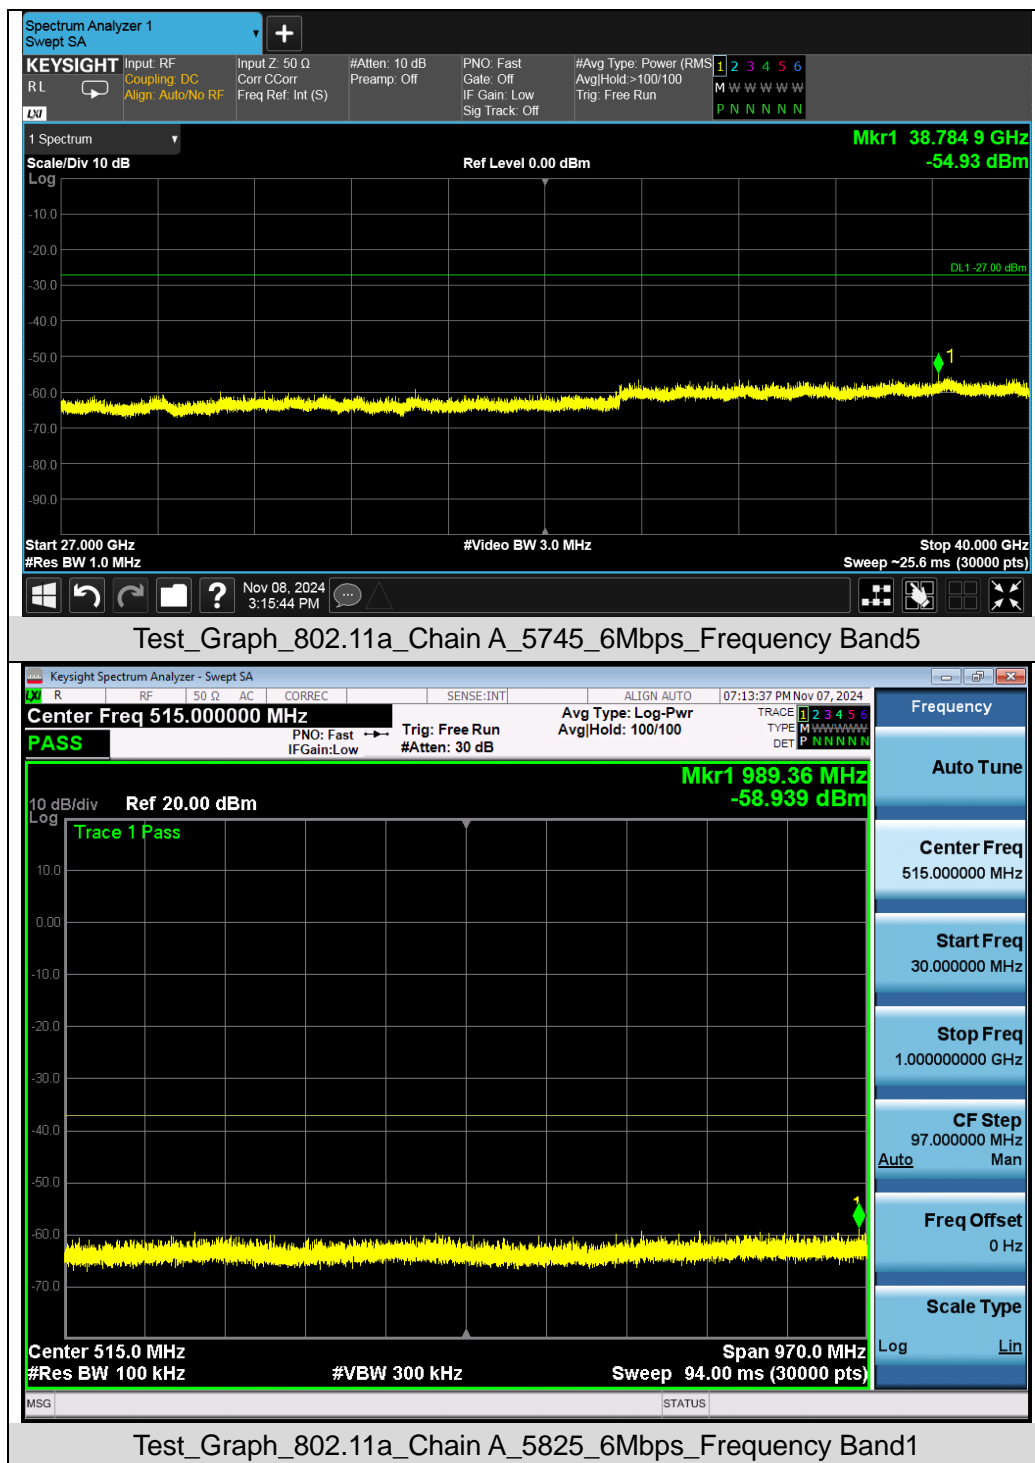 Spectrum Analyzer 1
Swept SA
KEYSIGHT
RL
LXI
Input: RF
Coupling: DC
Align: Auto/No RF
Input Z: 50 Ω
Corr CCorr
Freq Ref: Int (S)
#Atten: 10 dB
Preamp: Off
PNO: Fast
Gate: Off
IF Gain: Low
Sig Track: Off
#Avg Type: Power (RMS
Avg|Hold:>100/100
Trig: Free Run
1 2 3 4 5 6
M W W W W W
P N N N N N
1 Spectrum
Mkr1 38.784 9 GHz
Scale/Div 10 dB
Ref Level 0.00 dBm
-54.93 dBm
Log
-10.0
-20.0
DL1 -27.00 dBm
-30.0
-40.0
-50.0
1
-60.0
-70.0
-80.0
-90.0
Start 27.000 GHz
#Video BW 3.0 MHz
Stop 40.000 GHz
#Res BW 1.0 MHz
Sweep ~25.6 ms (30000 pts)
?
Nov 08, 2024
3:15:44 PM
Test_Graph_802.11a_Chain A_5745_6Mbps_Frequency Band5
Keysight Spectrum Analyzer - Swept SA
LXI
R
RF
50 Ω
AC
CORREC
SENSE:INT
ALIGN AUTO
07:13:37 PM Nov 07, 2024
Center Freq 515.000000 MHz
PASS
PNO: Fast
IFGain:Low
Trig: Free Run
#Atten: 30 dB
Avg Type: Log-Pwr
Avg|Hold: 100/100
TRACE 1 2 3 4 5 6
TYPE M W W W W W
DET P N N N N N
Mkr1 989.36 MHz
-58.939 dBm
10 dB/div
Ref 20.00 dBm
Log
Trace 1 Pass
10.0
0.00
-10.0
-20.0
-30.0
-40.0
-50.0
1
-60.0
-70.0
Center 515.0 MHz
Span 970.0 MHz
#Res BW 100 kHz
#VBW 300 kHz
Sweep 94.00 ms (30000 pts)
MSG
STATUS
Frequency
Auto Tune
Center Freq
515.000000 MHz
Start Freq
30.000000 MHz
Stop Freq
1.000000000 GHz
CF Step
97.000000 MHz
Auto Man
Freq Offset
0 Hz
Scale Type
Log Lin
Test_Graph_802.11a_Chain A_5825_6Mbps_Frequency Band1